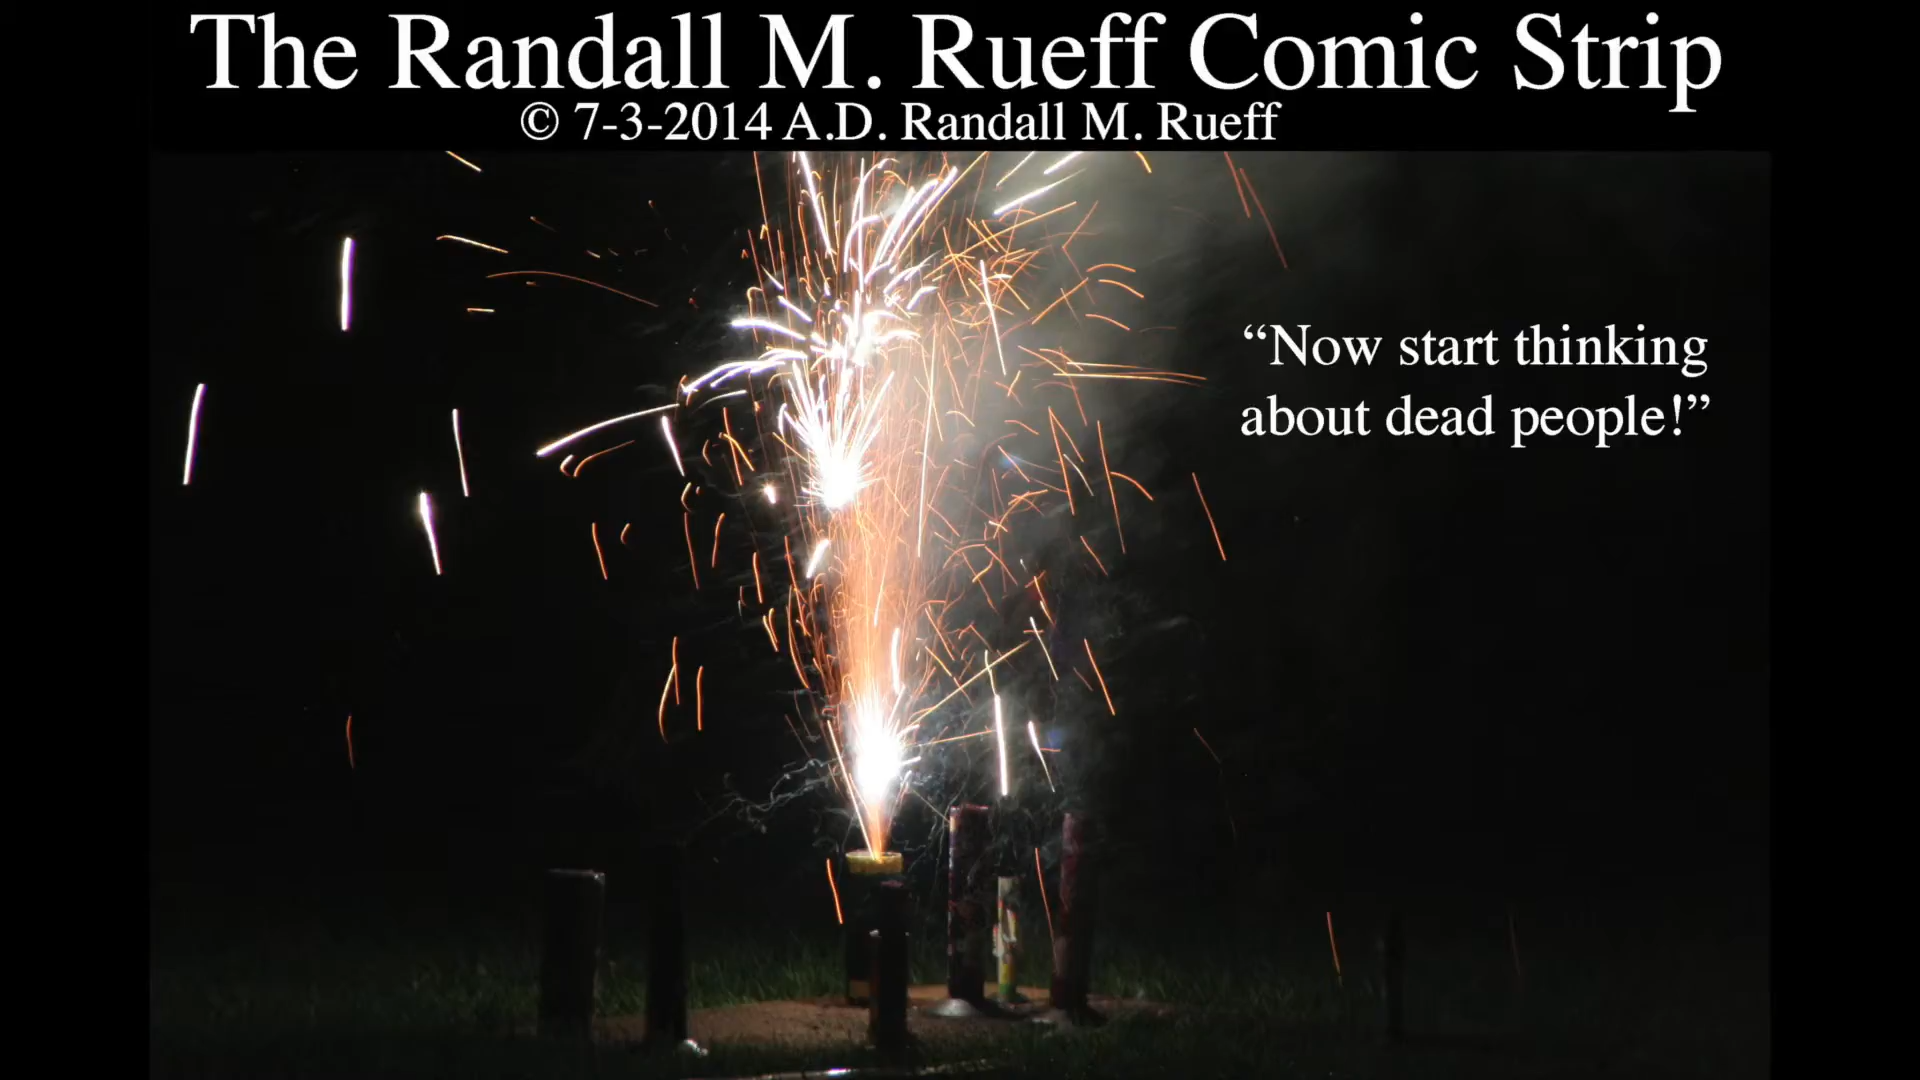 The Randall M. Rueff Comic Strip
© 7-3-2014 A.D. Randall M. Rueff
“Now start thinking
about dead people!”